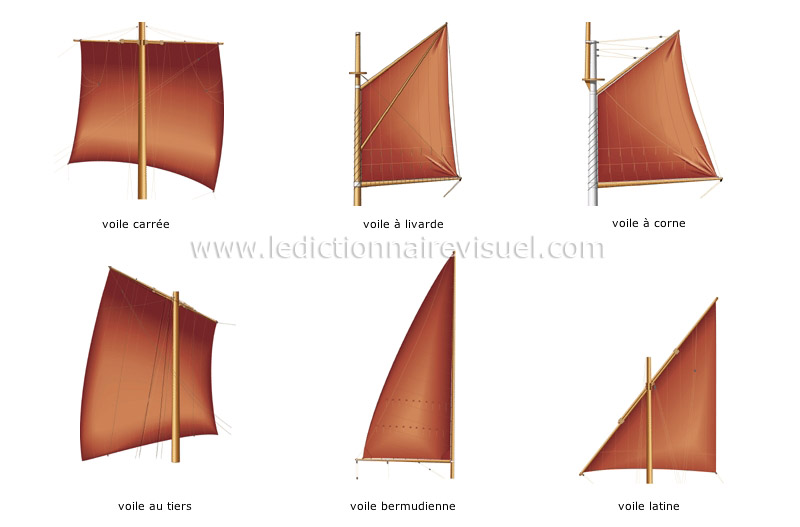 voile carrée
voile à livarde
voile à corne
www.ledictionnairevisuel.com
voile au tiers
voile bermudienne
voile latine